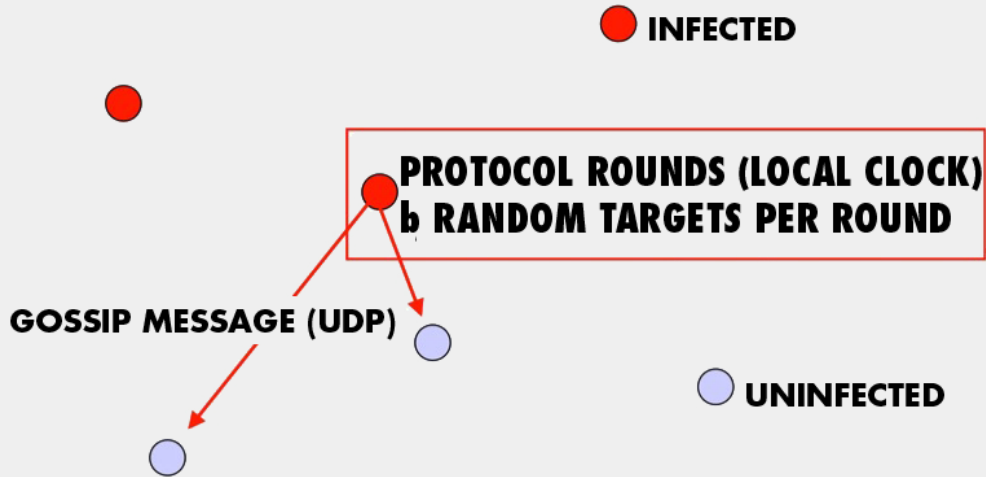 INFECTED
PROTOCOL ROUNDS (LOCAL CLOCK)
b RANDOM TARGETS PER ROUND
GOSSIP MESSAGE (UDP)
UNINFECTED